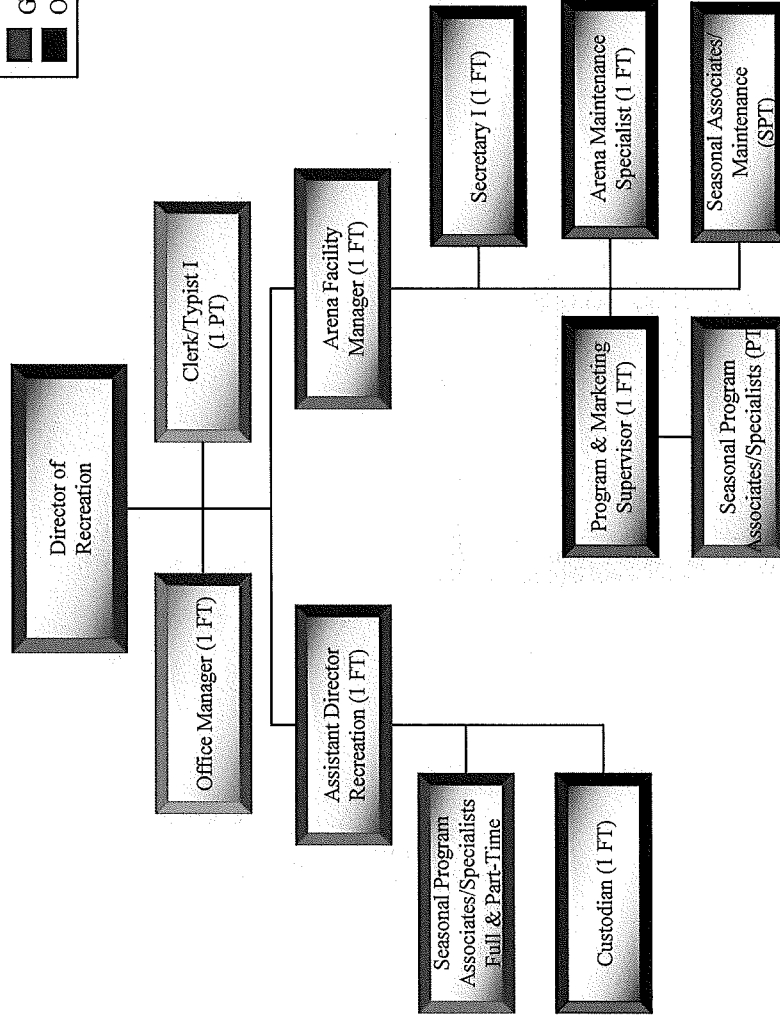 G
O
Director of
Recreation
Office Manager (1 FT)
Clerk/Typist I
(1 PT)
Assistant Director
Recreation (1 FT)
Arena Facility
Manager (1 FT)
Seasonal Program
Associates/Specialists
Full & Part-Time
Custodian (1 FT)
Secretary I (1 FT)
Program & Marketing
Supervisor (1 FT)
Arena Maintenance
Specialist (1 FT)
Seasonal Program
Associates/Specialists (PT
Seasonal Associates/
Maintenance
(SPT)